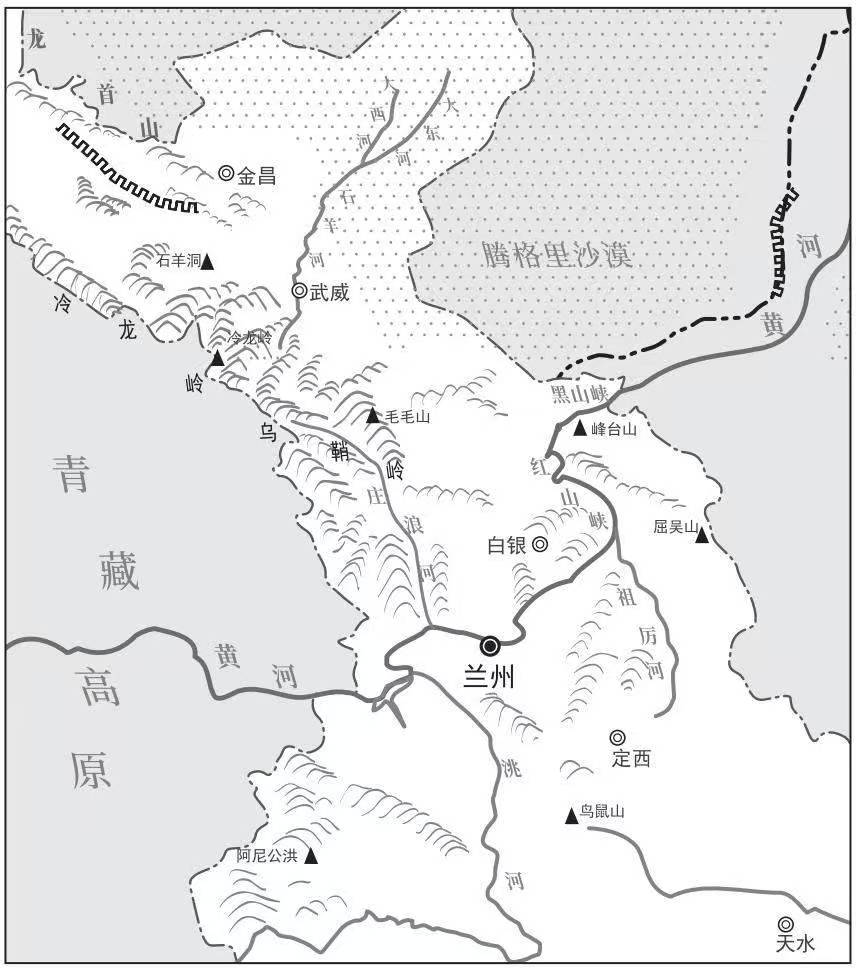 龙首山
金昌
大西河
大东河
石羊河
腾格里沙漠
石羊洞
武威
黄河
冷龙岭
冷龙岭
黑山峡
乌鞘岭
毛毛山
峰台山
红山峡
屈吴山
青藏高原
庄浪河
白银
祖厉河
黄河
兰州
定西
洮河
鸟鼠山
阿尼公洪
天水